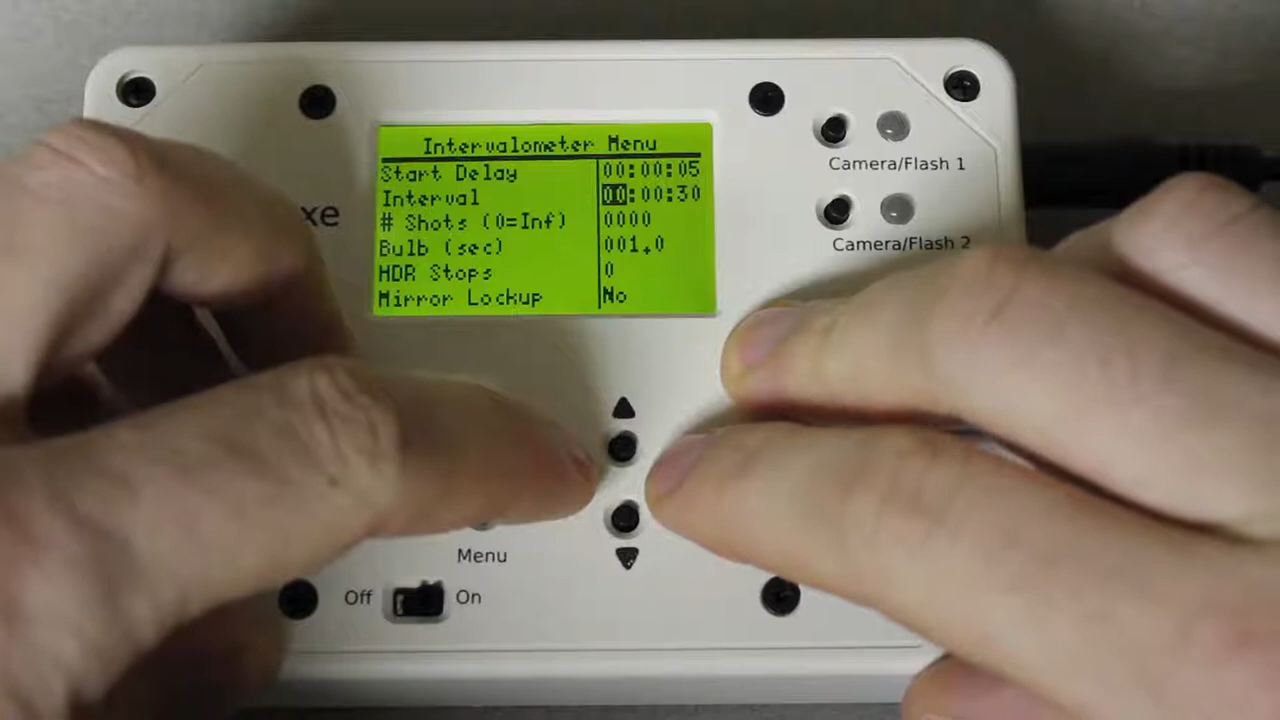 Intervalometer Menu
Start Delay 00:00:05
Interval 00:00:30
# Shots (0=Inf) 0000
Bulb (sec) 001.0
HDR Stops 0
Mirror Lockup No
xe
Camera/Flash 1
Camera/Flash 2
Menu
Off On